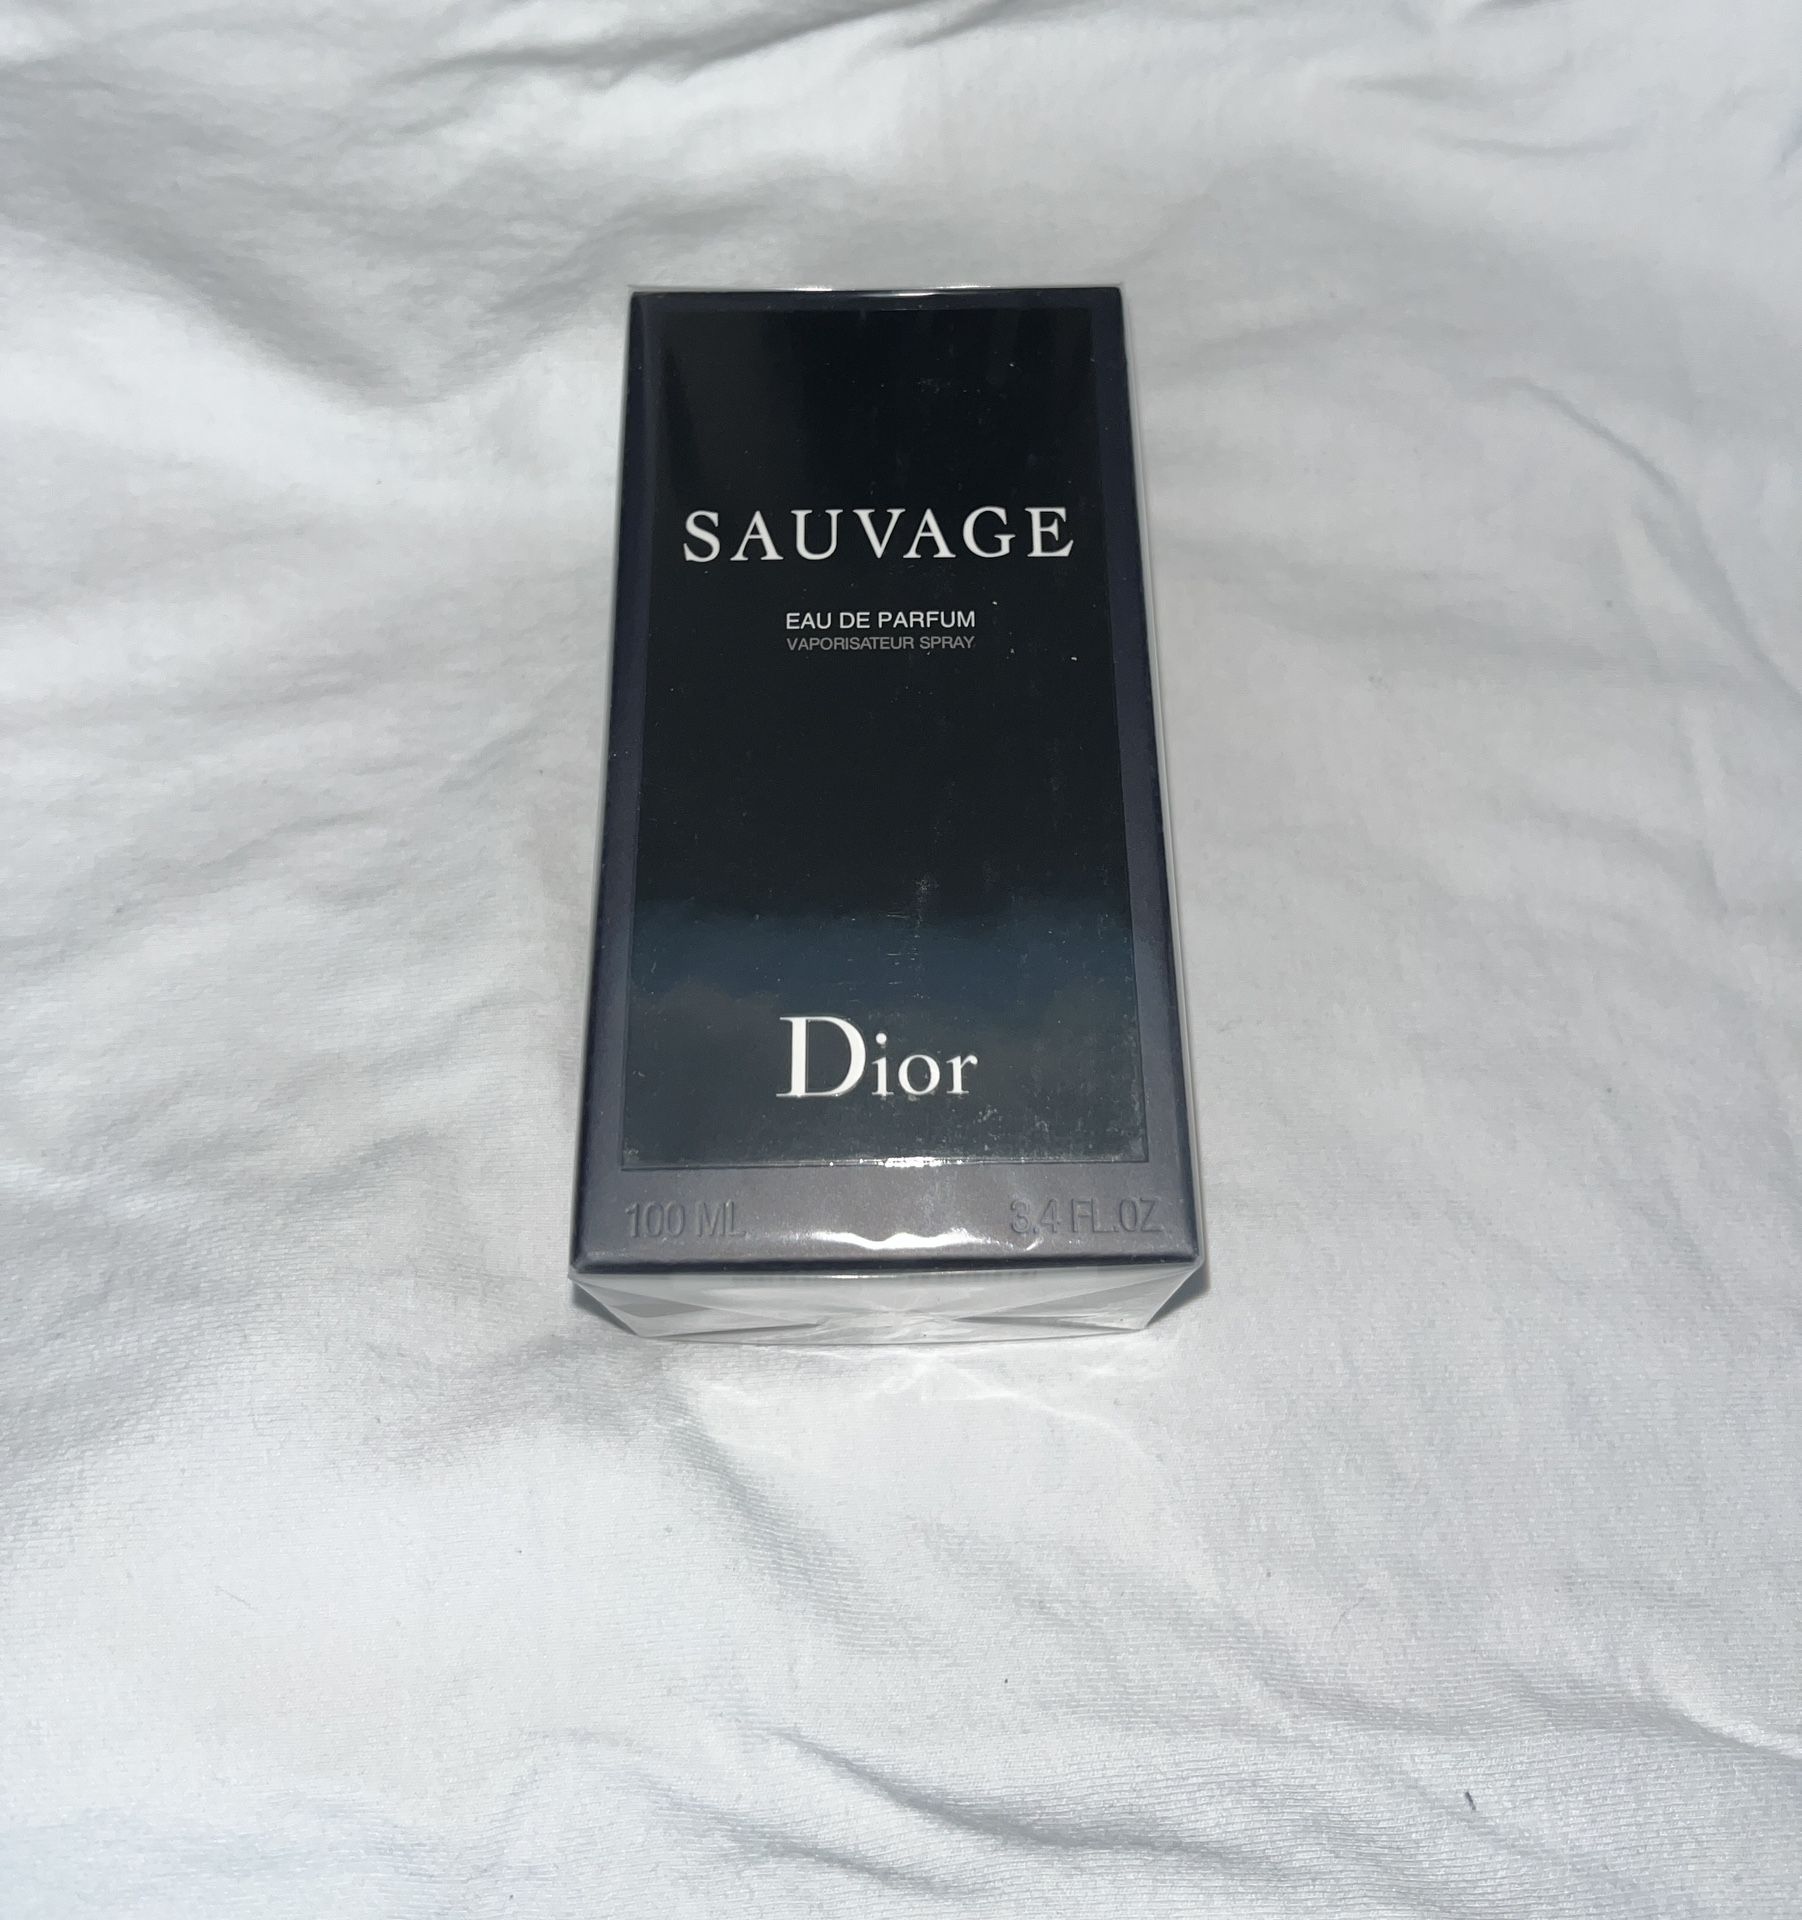 SAUVAGE
EAU DE PARFUM
VAPORISATEUR SPRAY
Dior
100 ML 3.4 FL.OZ